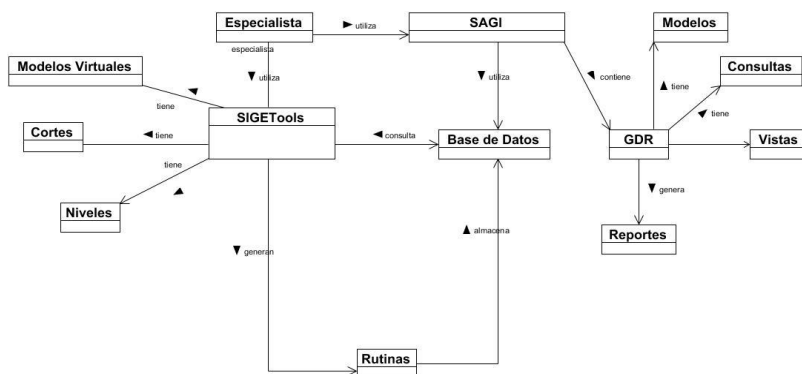 Especialista
utiliza
SAGI
Modelos
especialista
Modelos Virtuales
utiliza
utiliza
contiene
tiene
Consultas
tiene
SIGETools
tiene
Cortes
tiene
consulta
Base de Datos
GDR
Vistas
tiene
genera
Niveles
almacena
Reportes
generan
Rutinas